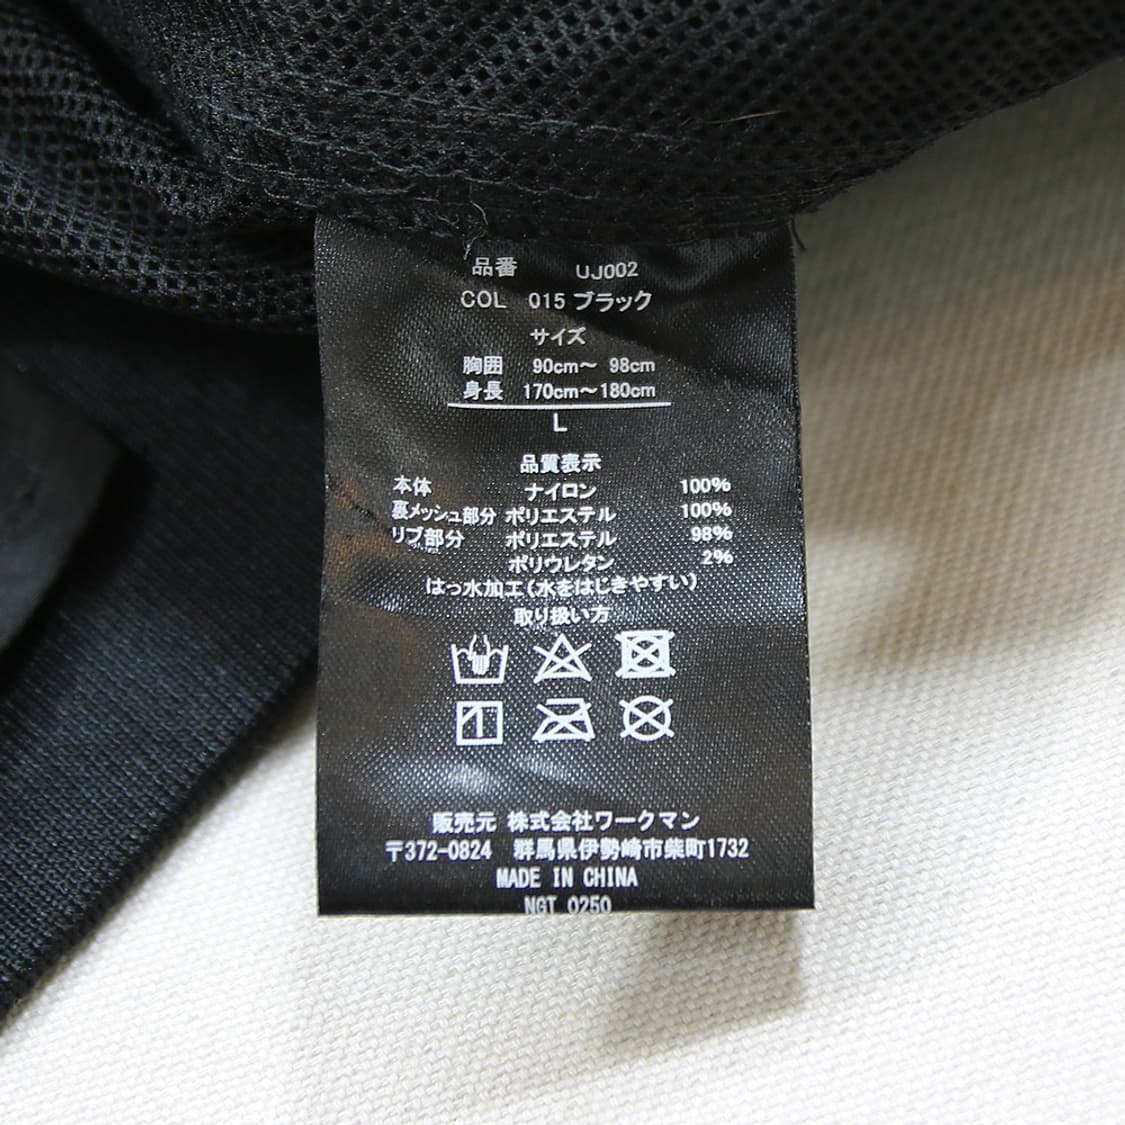 品番 UJ002
COL 015 ブラック
サイズ
胸囲 90cm～ 98cm
身長 170cm～180cm
L
品質表示
本体 ナイロン 100%
裏メッシュ部分 ポリエステル 100%
リブ部分 ポリエステル 98%
ポリウレタン 2%
はっ水加工(水をはじきやすい)
取り扱い方
販売元 株式会社ワークマン
〒372-0824 群馬県伊勢崎市柴町1732
MADE IN CHINA
NGT 0250